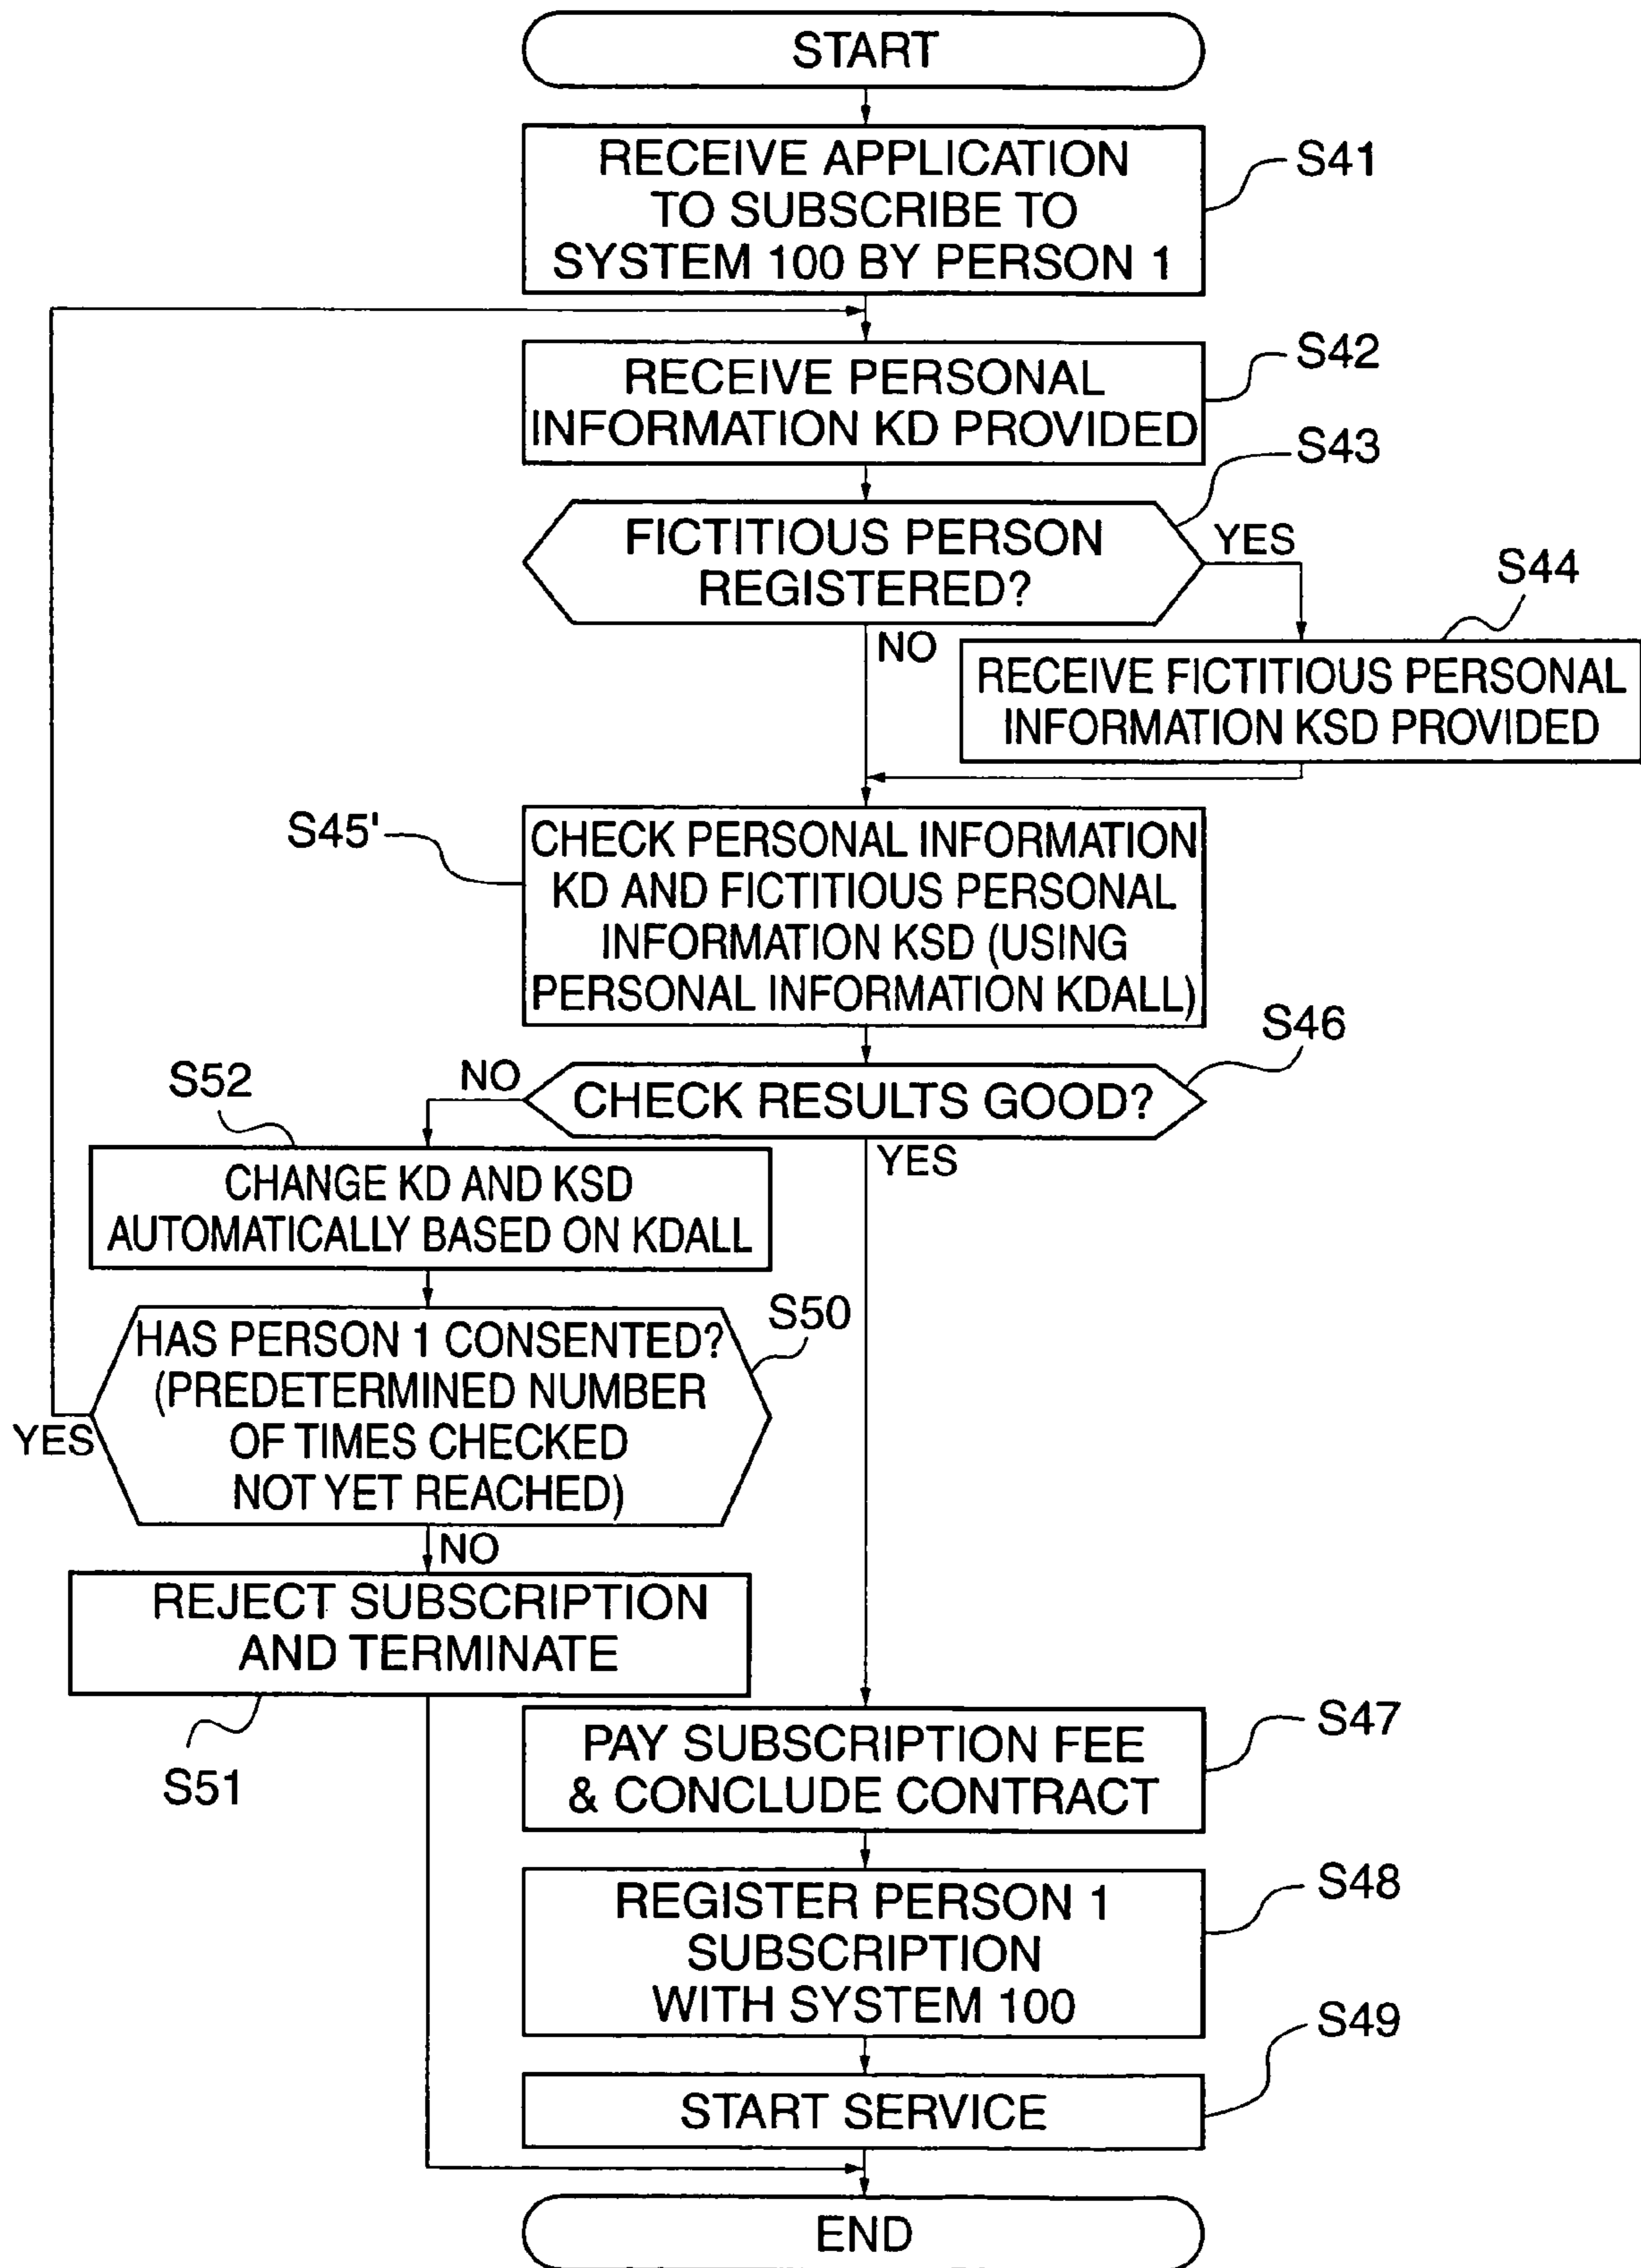 START
RECEIVE APPLICATION
TO SUBSCRIBE TO
SYSTEM 100 BY PERSON 1
S41
RECEIVE PERSONAL
INFORMATION KD PROVIDED
S42
FICTITIOUS PERSON
REGISTERED?
S43
YES
NO
S44
RECEIVE FICTITIOUS PERSONAL
INFORMATION KSD PROVIDED
S45'
CHECK PERSONAL INFORMATION
KD AND FICTITIOUS PERSONAL
INFORMATION KSD (USING
PERSONAL INFORMATION KDALL)
S46
CHECK RESULTS GOOD?
NO
YES
S52
CHANGE KD AND KSD
AUTOMATICALLY BASED ON KDALL
S50
HAS PERSON 1 CONSENTED?
(PREDETERMINED NUMBER
OF TIMES CHECKED
NOT YET REACHED)
YES
NO
REJECT SUBSCRIPTION
AND TERMINATE
S51
PAY SUBSCRIPTION FEE
& CONCLUDE CONTRACT
S47
REGISTER PERSON 1
SUBSCRIPTION
WITH SYSTEM 100
S48
START SERVICE
S49
END